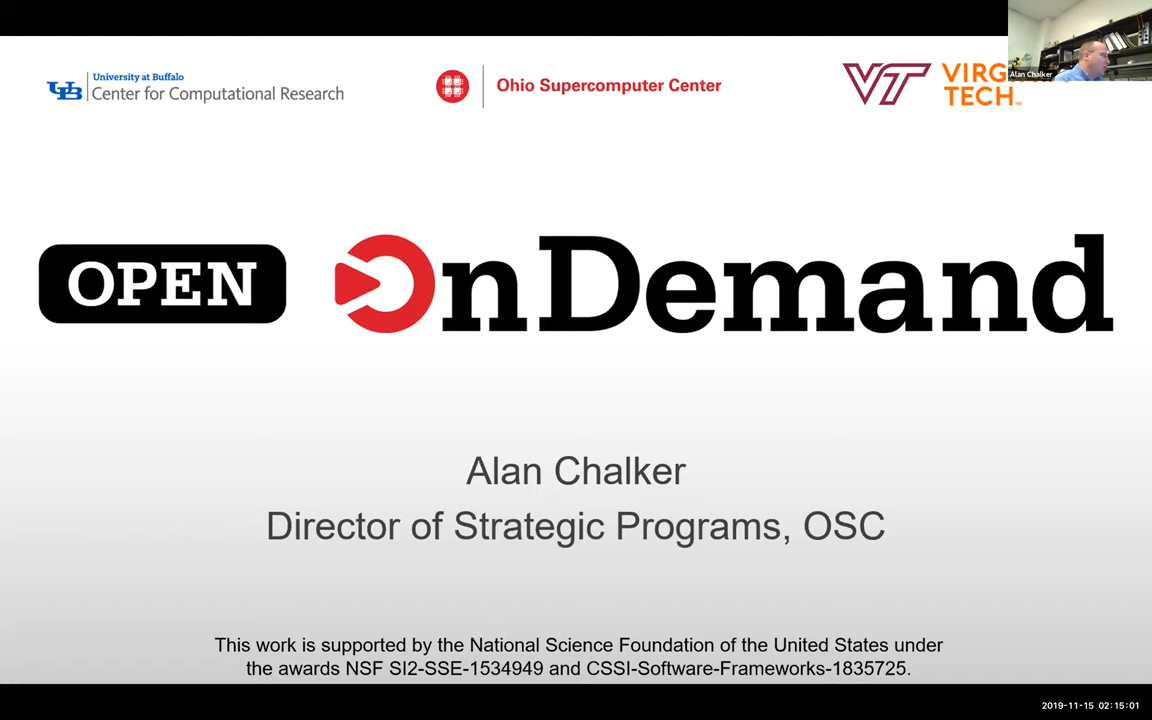 University at Buffalo
Center for Computational Research
Ohio Supercomputer Center
VT
TECH™
Alan Chalker
OPEN OnDemand
Alan Chalker
Director of Strategic Programs, OSC
This work is supported by the National Science Foundation of the United States under
the awards NSF SI2-SSE-1534949 and CSSI-Software-Frameworks-1835725.
2019-11-15 02:15:01